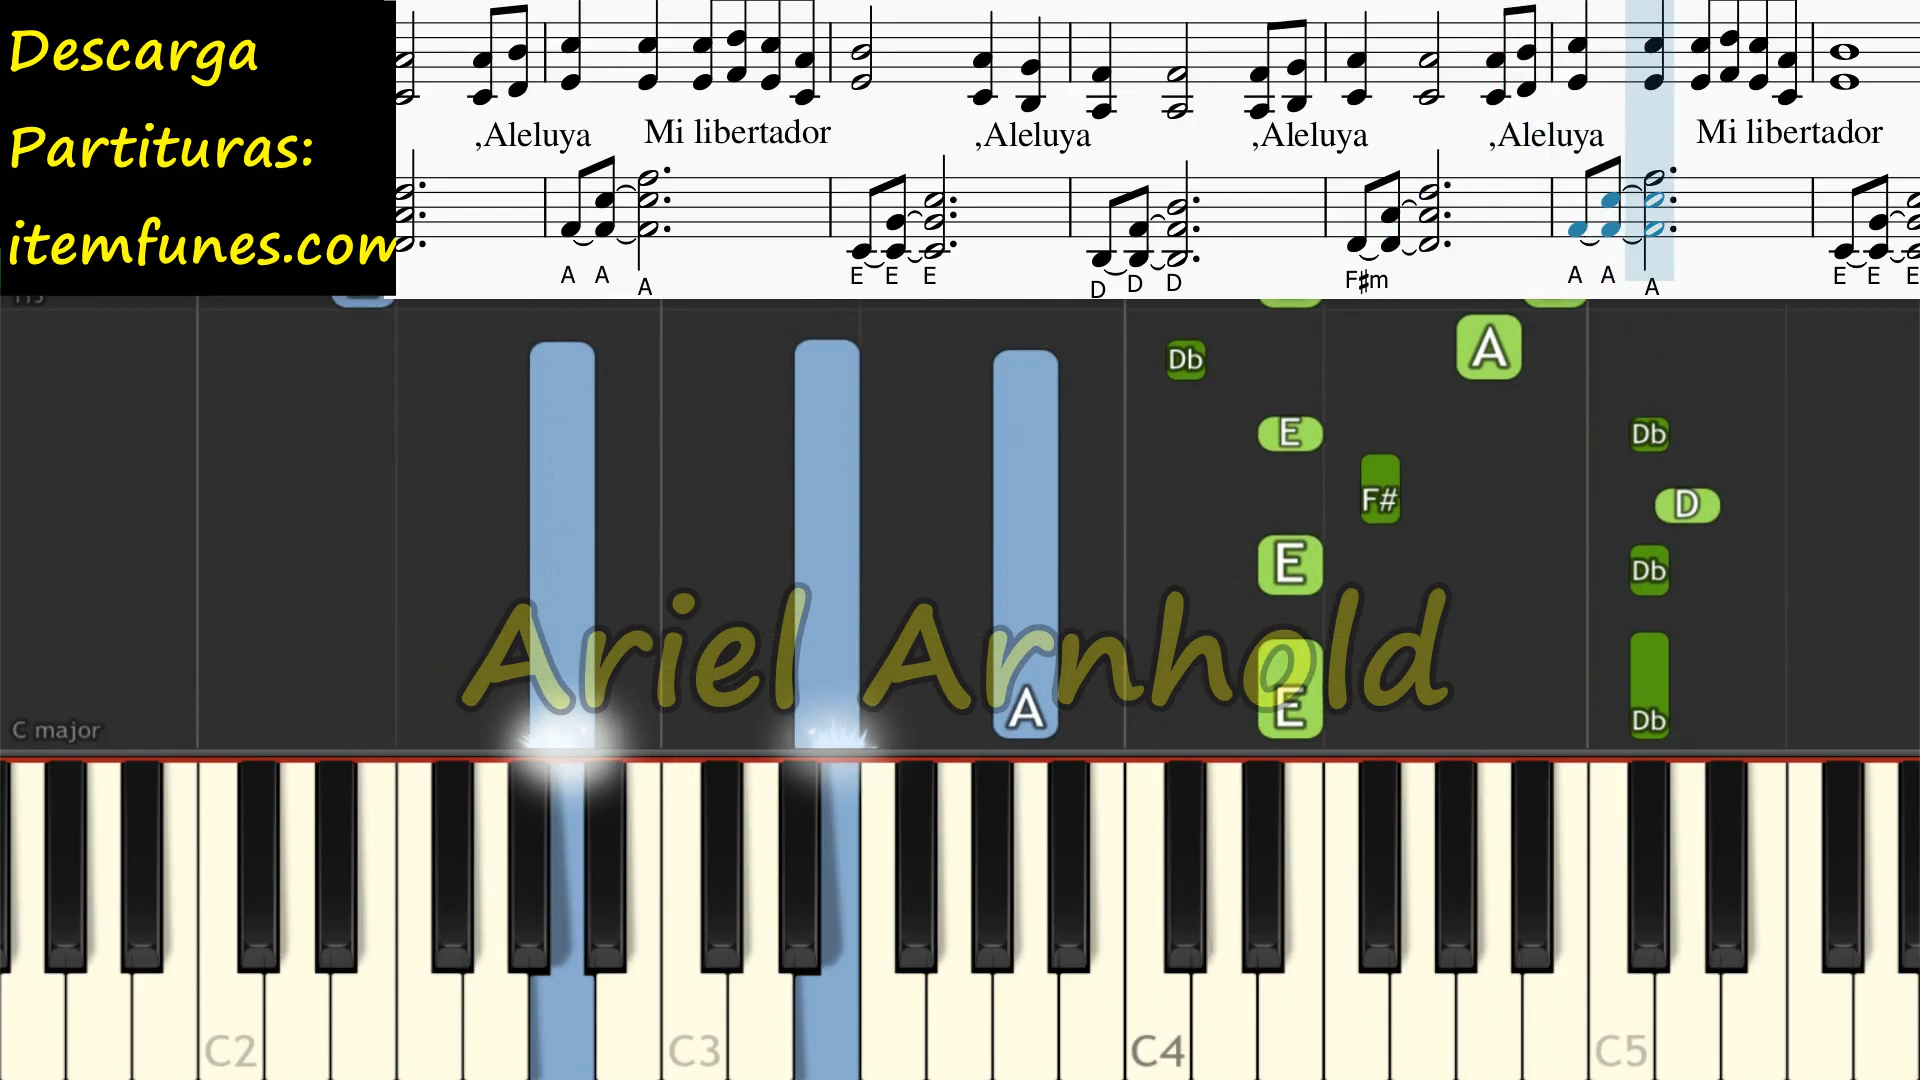 Descarga
Partituras:
itemfunes.com
,Aleluya Mi libertador ,Aleluya ,Aleluya ,Aleluya Mi libertador
A A A E E E D D D F♯m A A A E E E
A
Db
E Db
F# D
E Db
Ariel Arnhold
A E Db
C major
C2 C3 C4 C5